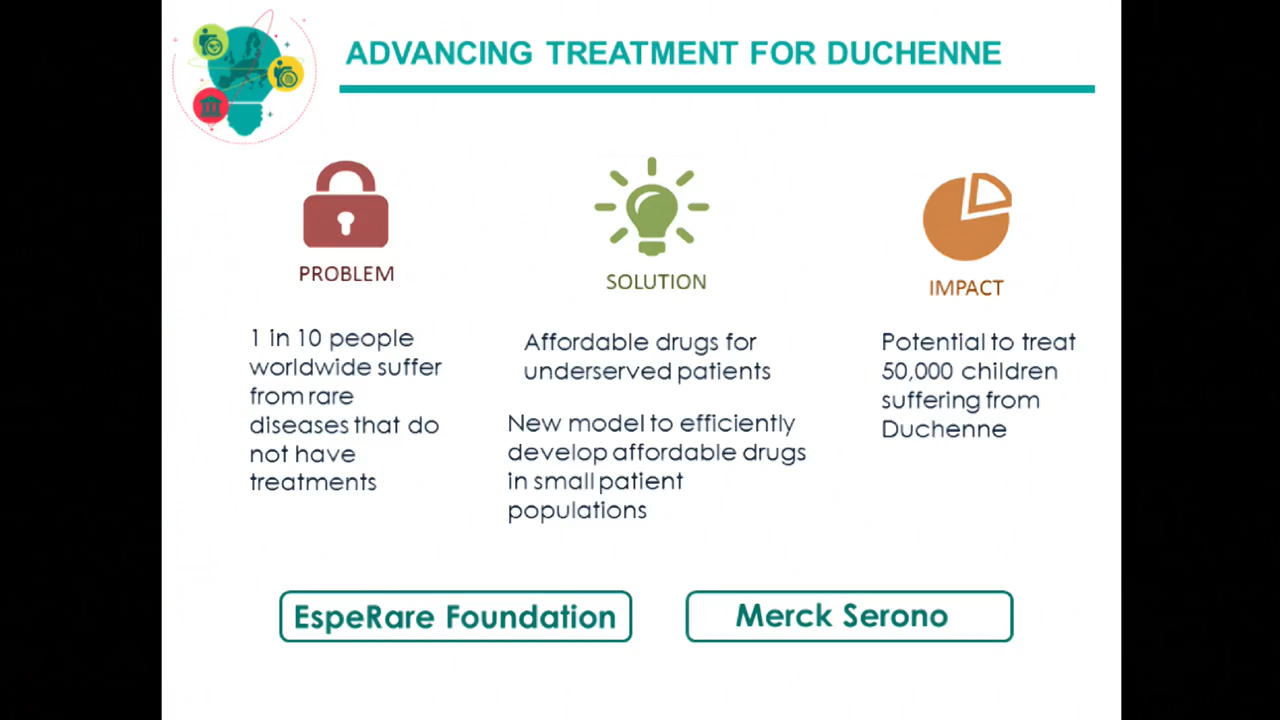 ADVANCING TREATMENT FOR DUCHENNE
PROBLEM
1 in 10 people
worldwide suffer
from rare
diseases that do
not have
treatments
SOLUTION
Affordable drugs for
underserved patients
New model to efficiently
develop affordable drugs
in small patient
populations
IMPACT
Potential to treat
50,000 children
suffering from
Duchenne
EspeRare Foundation
Merck Serono